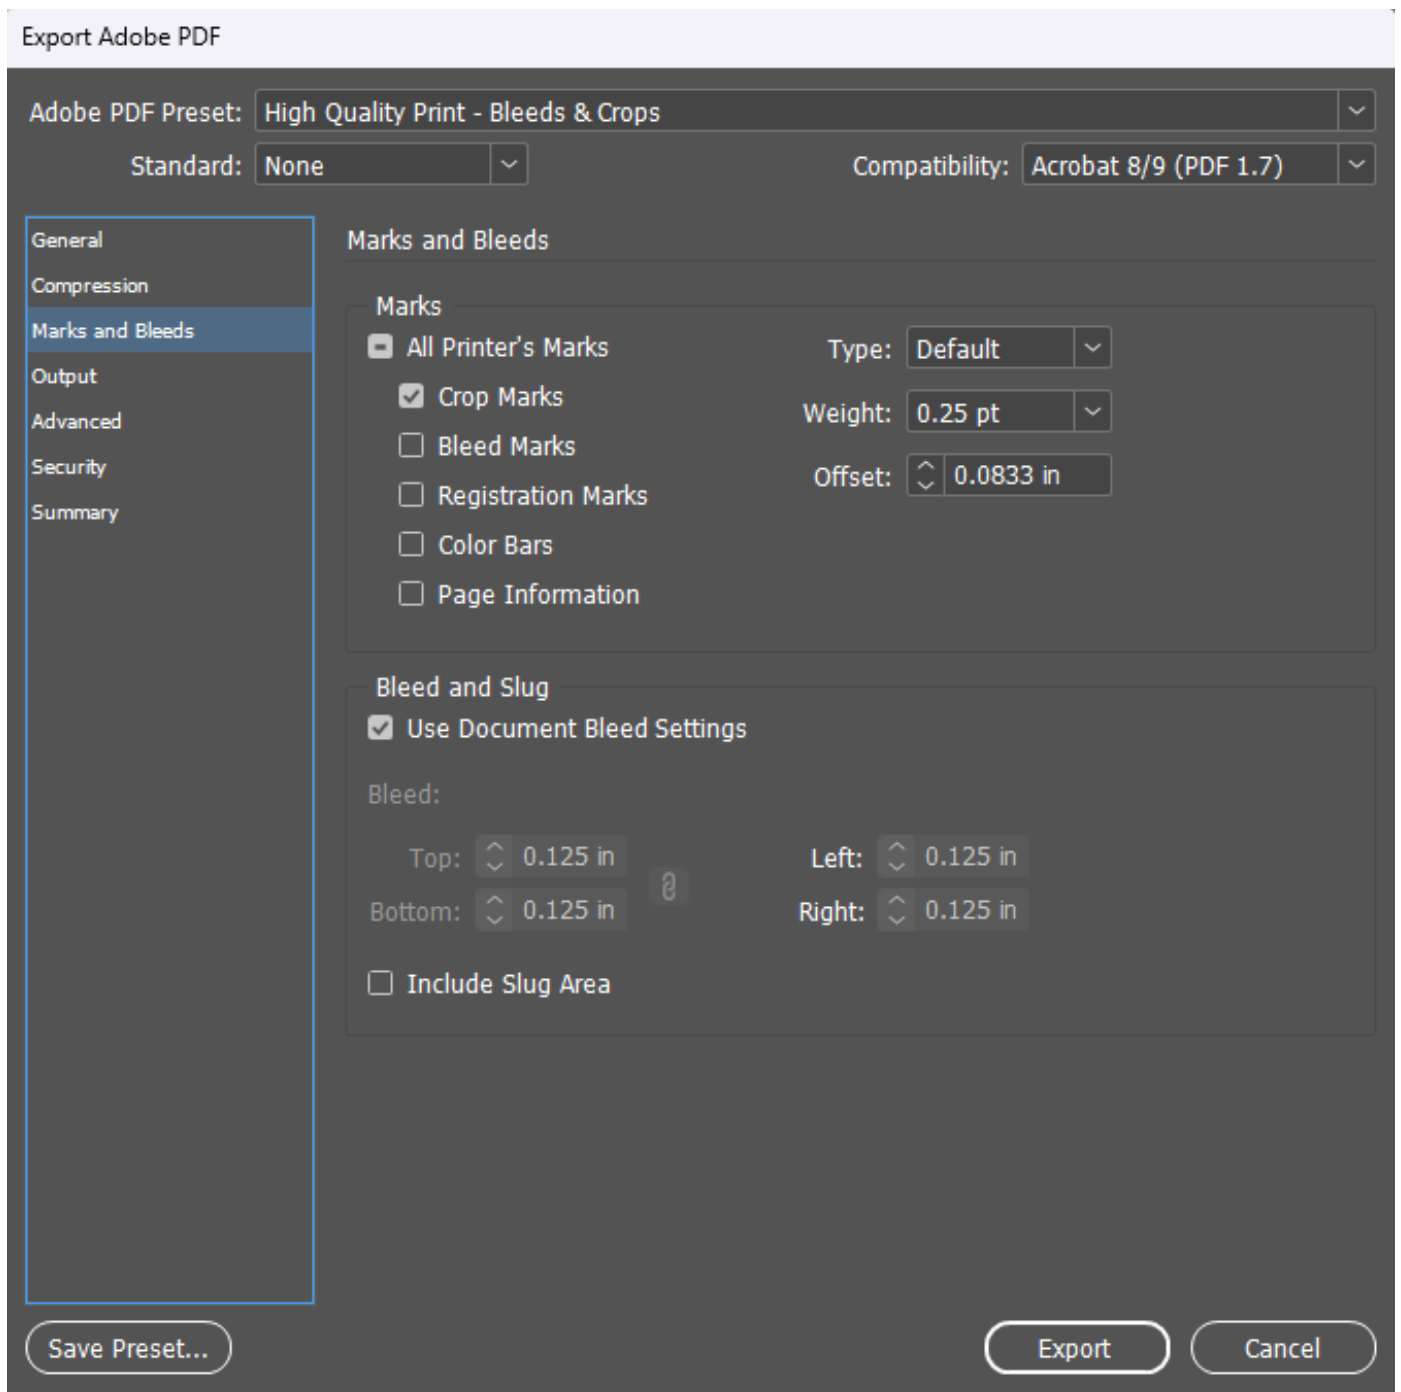 Export Adobe PDF
Adobe PDF Preset: High Quality Print - Bleeds & Crops
Standard: None Compatibility: Acrobat 8/9 (PDF 1.7)
General
Compression
Marks and Bleeds
Output
Advanced
Security
Summary
Marks and Bleeds
Marks
All Printer's Marks
Crop Marks
Bleed Marks
Registration Marks
Color Bars
Page Information
Type: Default
Weight: 0.25 pt
Offset: 0.0833 in
Bleed and Slug
Use Document Bleed Settings
Bleed:
Top: 0.125 in Left: 0.125 in
Bottom: 0.125 in Right: 0.125 in
Include Slug Area
Save Preset... Export Cancel